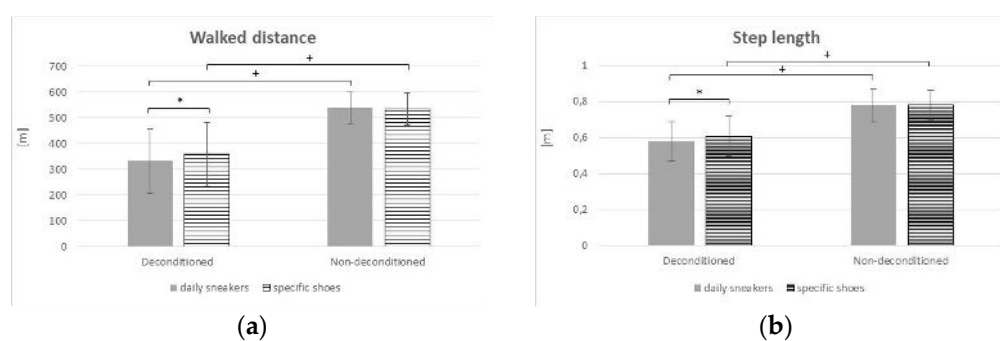 Walked distance
700
600
500
400
300
200
100
0
[m]
+
+
*
Deconditioned Non-deconditioned
daily sneakers specific shoes
(a)
Step length
1
0,8
0,6
0,4
0,2
0
[m]
+
+
*
Deconditioned Non-deconditioned
daily sneakers specific shoes
(b)